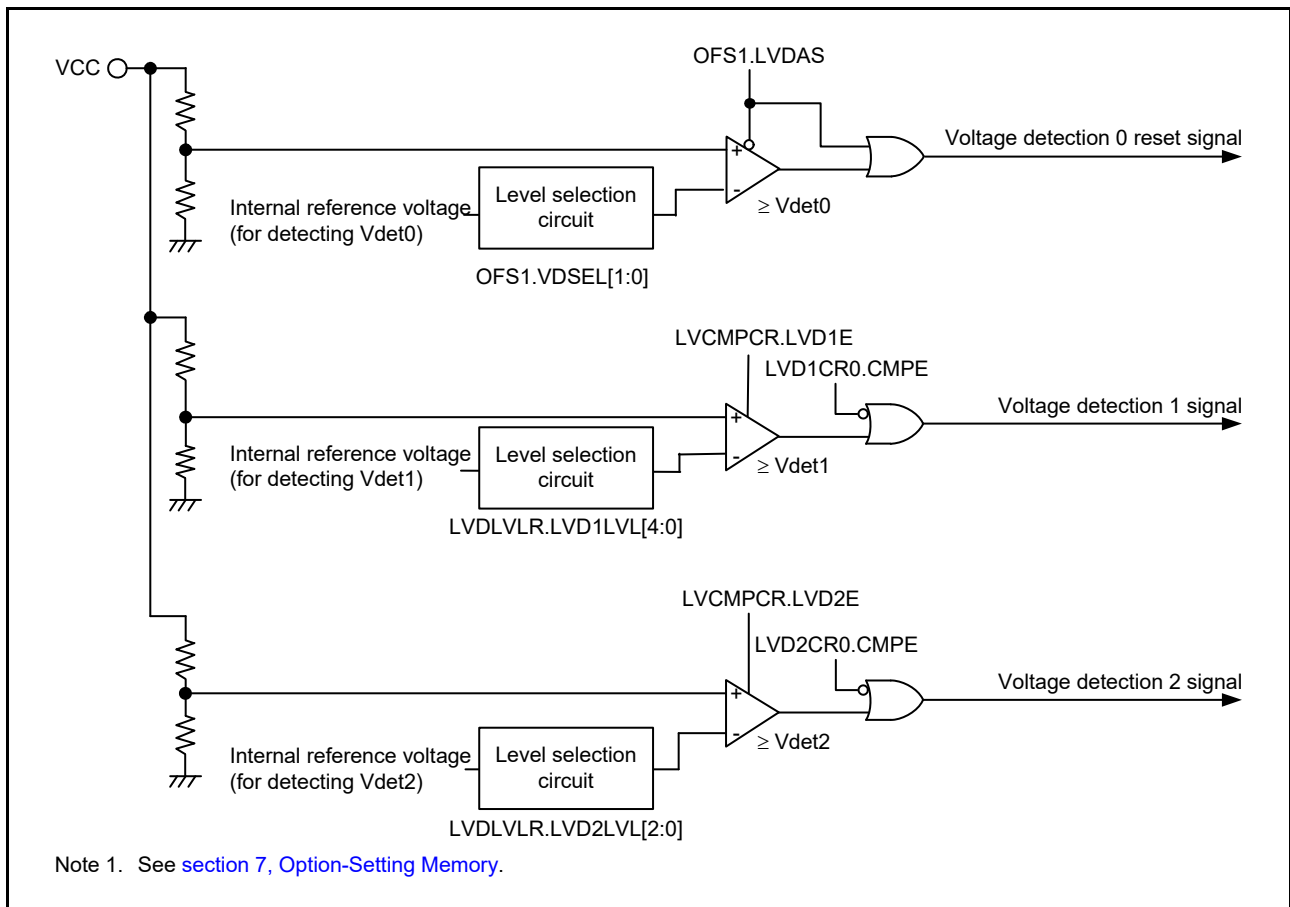 OFS1.LVDAS
VCC
Voltage detection 0 reset signal
+
-
Level selection
circuit
Internal reference voltage
(for detecting Vdet0)
≥ Vdet0
OFS1.VDSEL[1:0]
LVCMPCR.LVD1E
LVD1CR0.CMPE
Voltage detection 1 signal
+
-
Internal reference voltage
(for detecting Vdet1)
Level selection
circuit
≥ Vdet1
LVDLVLR.LVD1LVL[4:0]
LVCMPCR.LVD2E
LVD2CR0.CMPE
Voltage detection 2 signal
+
-
Internal reference voltage
(for detecting Vdet2)
Level selection
circuit
≥ Vdet2
LVDLVLR.LVD2LVL[2:0]
Note 1. See section 7, Option-Setting Memory.